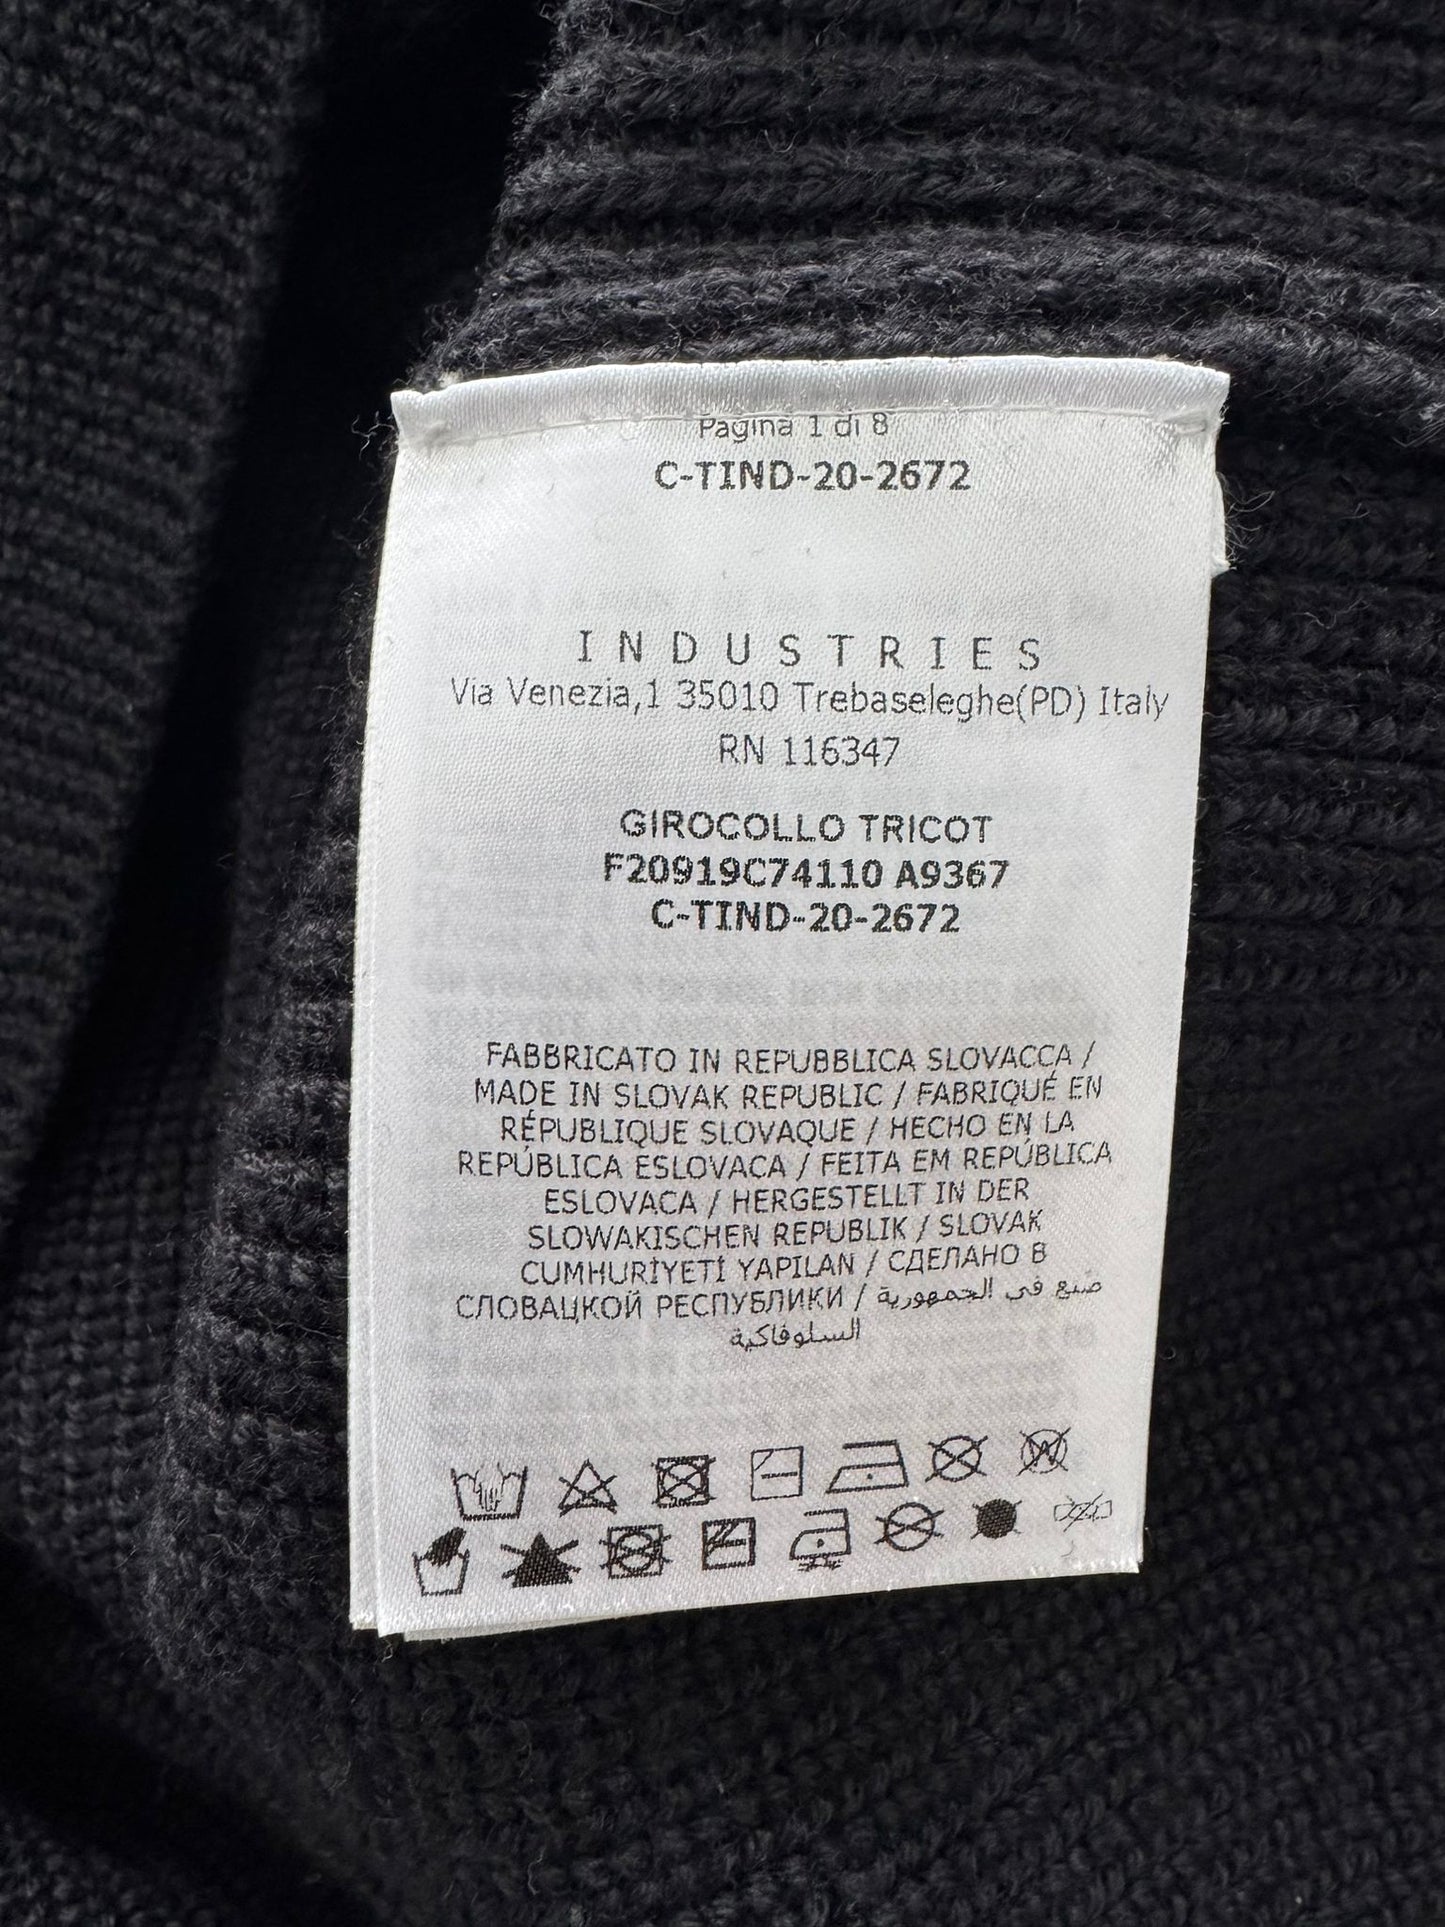 Pagina 1 di 8
C-TIND-20-2672
INDUSTRIES
Via Venezia,1 35010 Trebaseleghe(PD) Italy
RN 116347
GIROCOLLO TRICOT
F20919C74110 A9367
C-TIND-20-2672
FABBRICATO IN REPUBBLICA SLOVACCA /
MADE IN SLOVAK REPUBLIC / FABRIQUÉ EN
RÉPUBLIQUE SLOVAQUE / HECHO EN LA
REPÚBLICA ESLOVACA / FEITA EM REPÚBLICA
ESLOVACA / HERGESTELLT IN DER
SLOWAKISCHEN REPUBLIK / SLOVAK
CUMHURİYETİ YAPILAN / СДЕЛАНО В
СЛОВАЦКОЙ РЕСПУБЛИКИ / صنع في الجمهورية
السلوفاكية
W